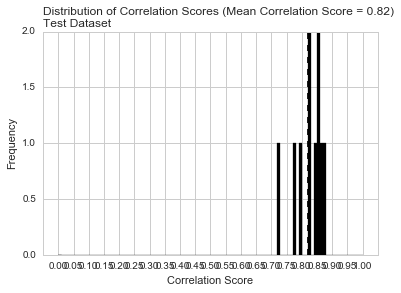 Distribution of Correlation Scores (Mean Correlation Score = 0.82)
Test Dataset
2.0
1.5
1.0
0.5
0.0
Frequency
0.00 0.05 0.10 0.15 0.20 0.25 0.30 0.35 0.40 0.45 0.50 0.55 0.60 0.65 0.70 0.75 0.80 0.85 0.90 0.95 1.00
Correlation Score